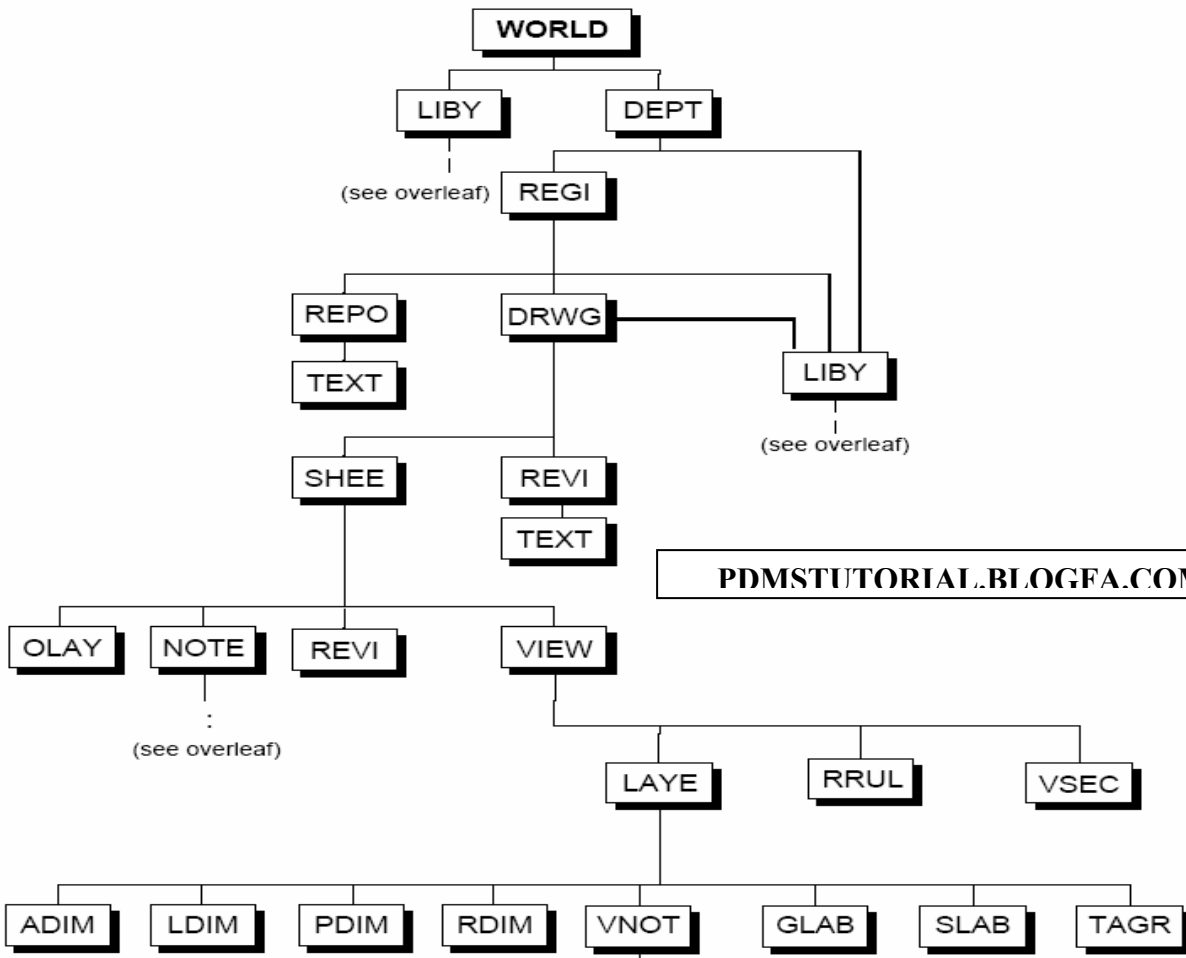 WORLD
LIBY
DEPT
(see overleaf)
REGI
REPO
DRWG
LIBY
TEXT
(see overleaf)
SHEE
REVI
TEXT
PDMSTUTORIAL.BLOGFA.COM
OLAY
NOTE
REVI
VIEW
:
(see overleaf)
LAYE
RRUL
VSEC
ADIM
LDIM
PDIM
RDIM
VNOT
GLAB
SLAB
TAGR